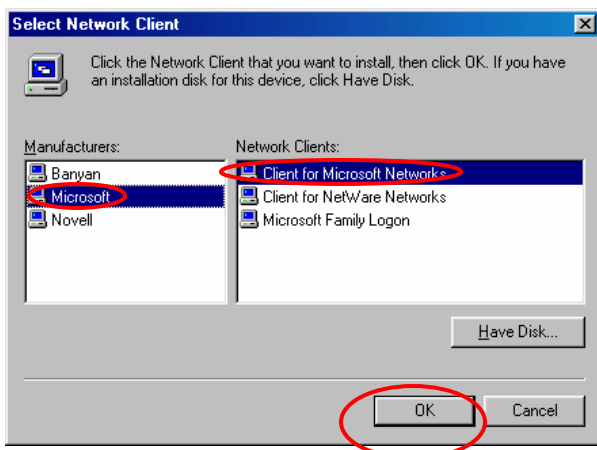 Select Network Client
Click the Network Client that you want to install, then click OK. If you have
an installation disk for this device, click Have Disk.
Manufacturers:
Banyan
Microsoft
Novell
Network Clients:
Client for Microsoft Networks
Client for NetWare Networks
Microsoft Family Logon
Have Disk...
OK
Cancel